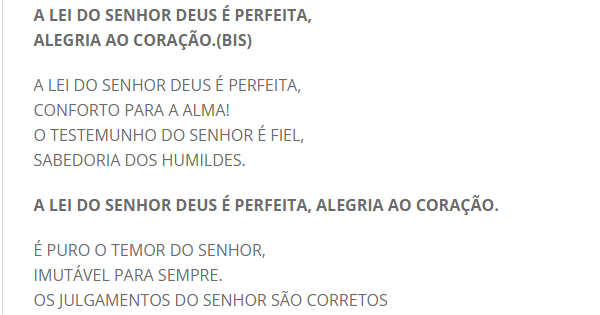 A LEI DO SENHOR DEUS É PERFEITA,
ALEGRIA AO CORAÇÃO.(BIS)
A LEI DO SENHOR DEUS É PERFEITA,
CONFORTO PARA A ALMA!
O TESTEMUNHO DO SENHOR É FIEL,
SABEDORIA DOS HUMILDES.
A LEI DO SENHOR DEUS É PERFEITA, ALEGRIA AO CORAÇÃO.
É PURO O TEMOR DO SENHOR,
IMUTÁVEL PARA SEMPRE.
OS JULGAMENTOS DO SENHOR SÃO CORRETOS